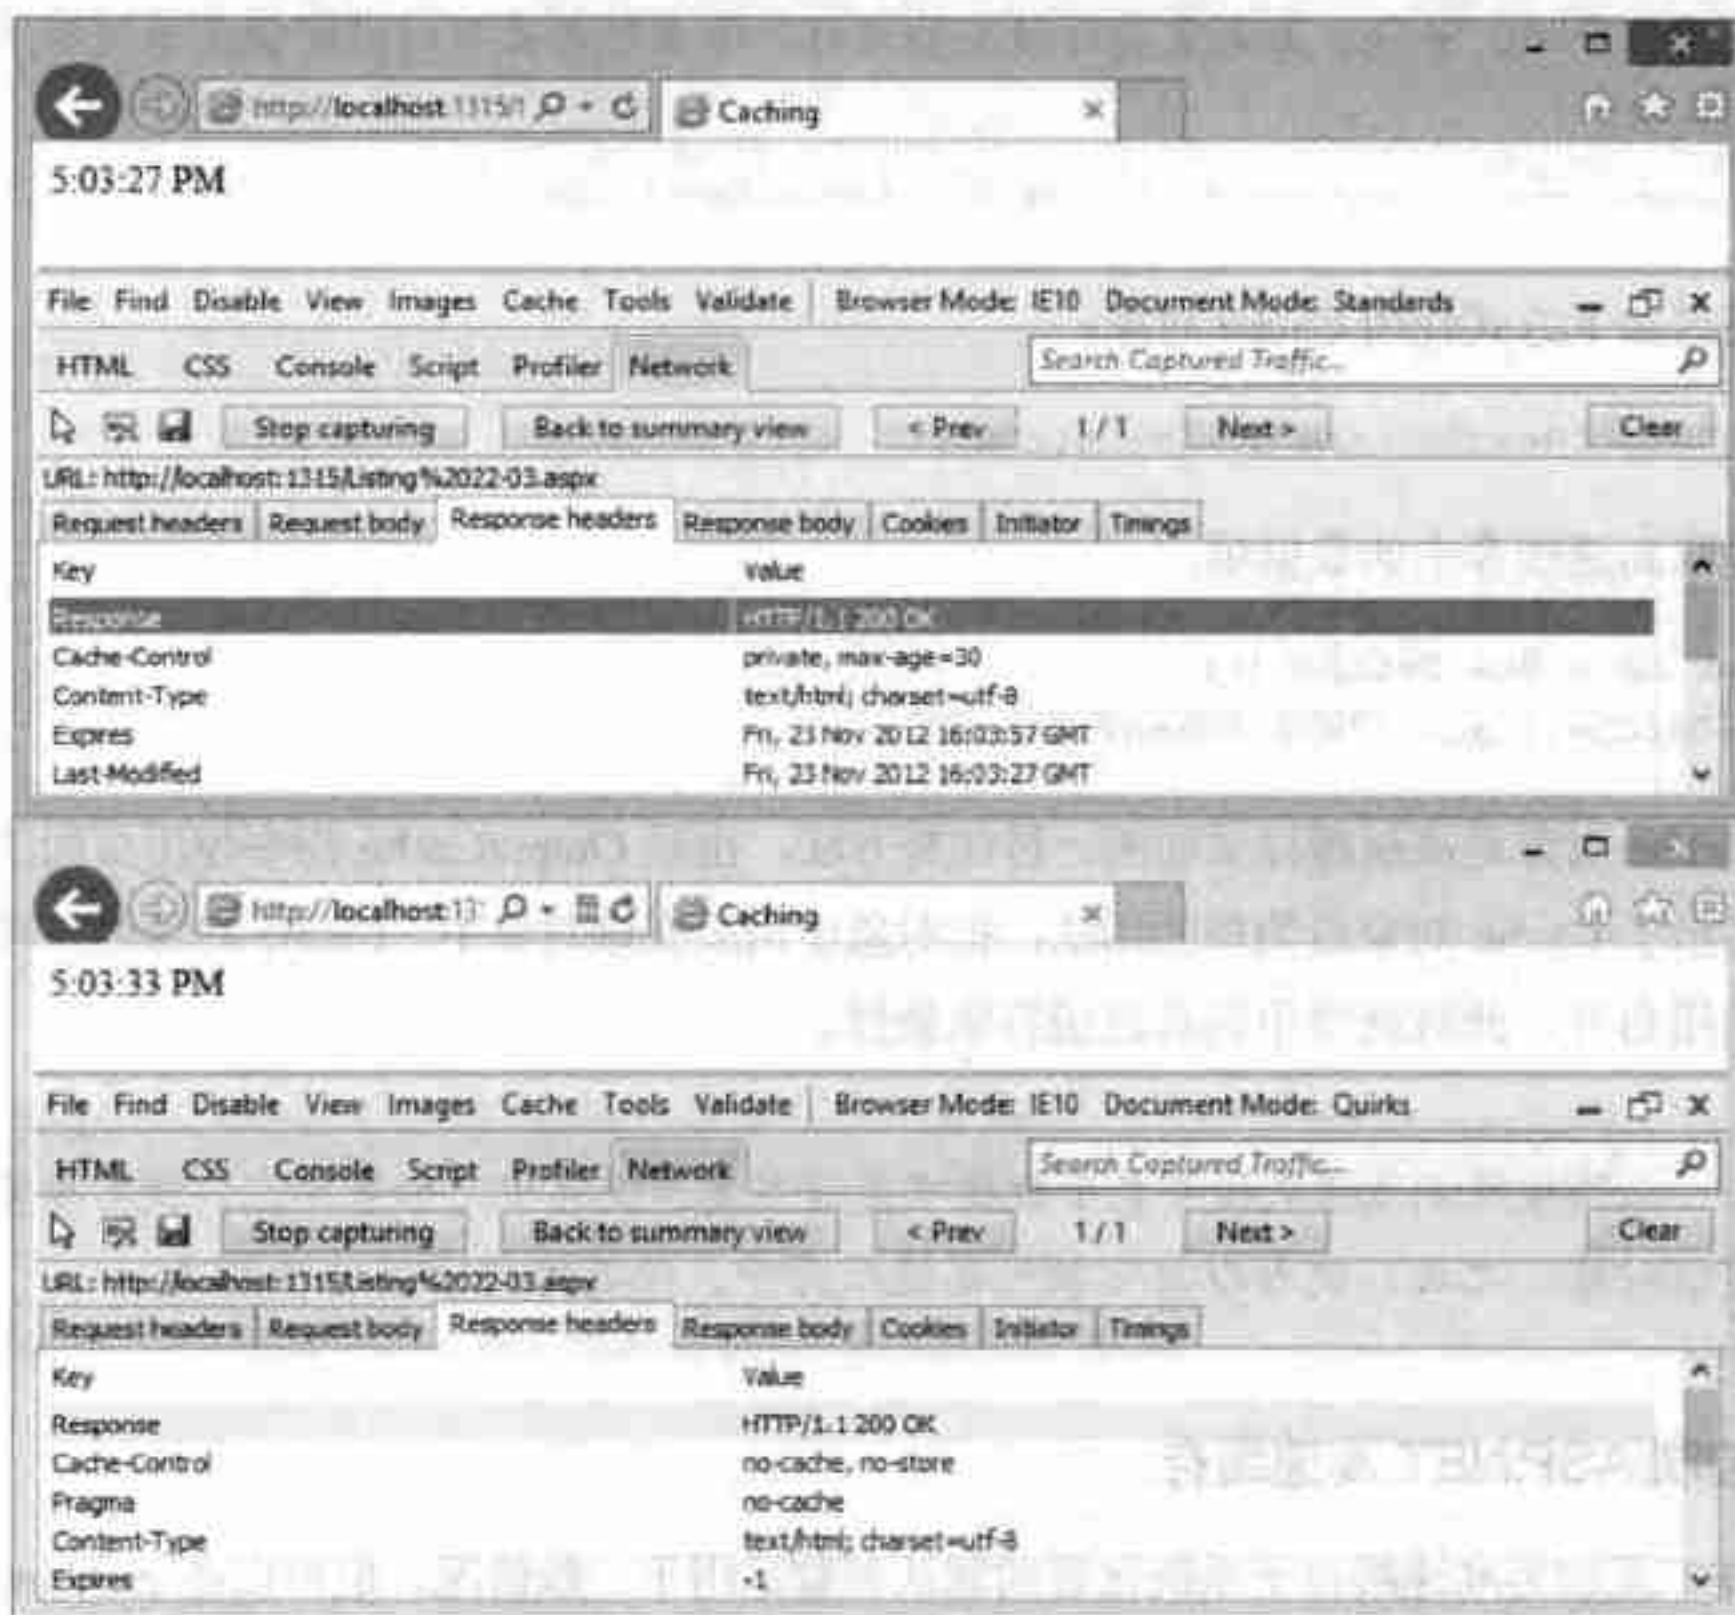 http://localhost:1315/1
Caching
5:03:27 PM
File Find Disable View Images Cache Tools Validate Browser Mode: IE10 Document Mode: Standards
HTML CSS Console Script Profiler Network Search Captured Traffic...
Stop capturing Back to summary view < Prev 1 / 1 Next > Clear
URL: http://localhost:1315/Listing%2022-03.aspx
Request headers Request body Response headers Response body Cookies Initiator Timings
Key Value
Response HTTP/1.1 200 OK
Cache-Control private, max-age=30
Content-Type text/html; charset=utf-8
Expires Fri, 23 Nov 2012 16:03:57 GMT
Last-Modified Fri, 23 Nov 2012 16:03:27 GMT
http://localhost:13
Caching
5:03:33 PM
File Find Disable View Images Cache Tools Validate Browser Mode: IE10 Document Mode: Quirks
HTML CSS Console Script Profiler Network Search Captured Traffic...
Stop capturing Back to summary view < Prev 1 / 1 Next > Clear
URL: http://localhost:1315/Listing%2022-03.aspx
Request headers Request body Response headers Response body Cookies Initiator Timings
Key Value
Response HTTP/1.1 200 OK
Cache-Control no-cache, no-store
Pragma no-cache
Content-Type text/html; charset=utf-8
Expires -1